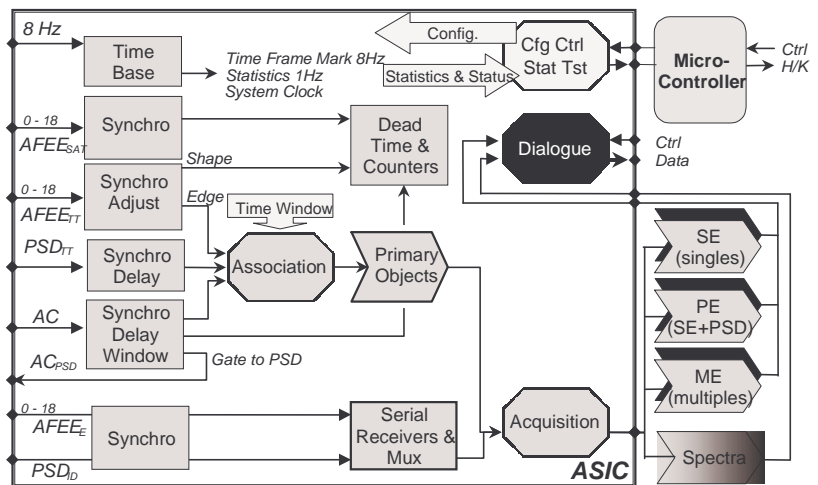 8 Hz
Time
Base
Time Frame Mark 8Hz
Statistics 1Hz
System Clock
Config.
Statistics & Status
Cfg Ctrl
Stat Tst
Micro-
Controller
Ctrl
H/K
0 - 18
AFEE_SAT
Synchro
Dead
Time &
Counters
Dialogue
Ctrl
Data
Shape
0 - 18
AFEE_TT
Synchro
Adjust
Edge
Time Window
PSD_TT
Synchro
Delay
Association
Primary
Objects
SE
(singles)
AC
Synchro
Delay
Window
PE
(SE+PSD)
AC_PSD
Gate to PSD
ME
(multiples)
0 - 18
AFEE_E
Synchro
PSD_ID
Serial
Receivers &
Mux
Acquisition
ASIC
Spectra